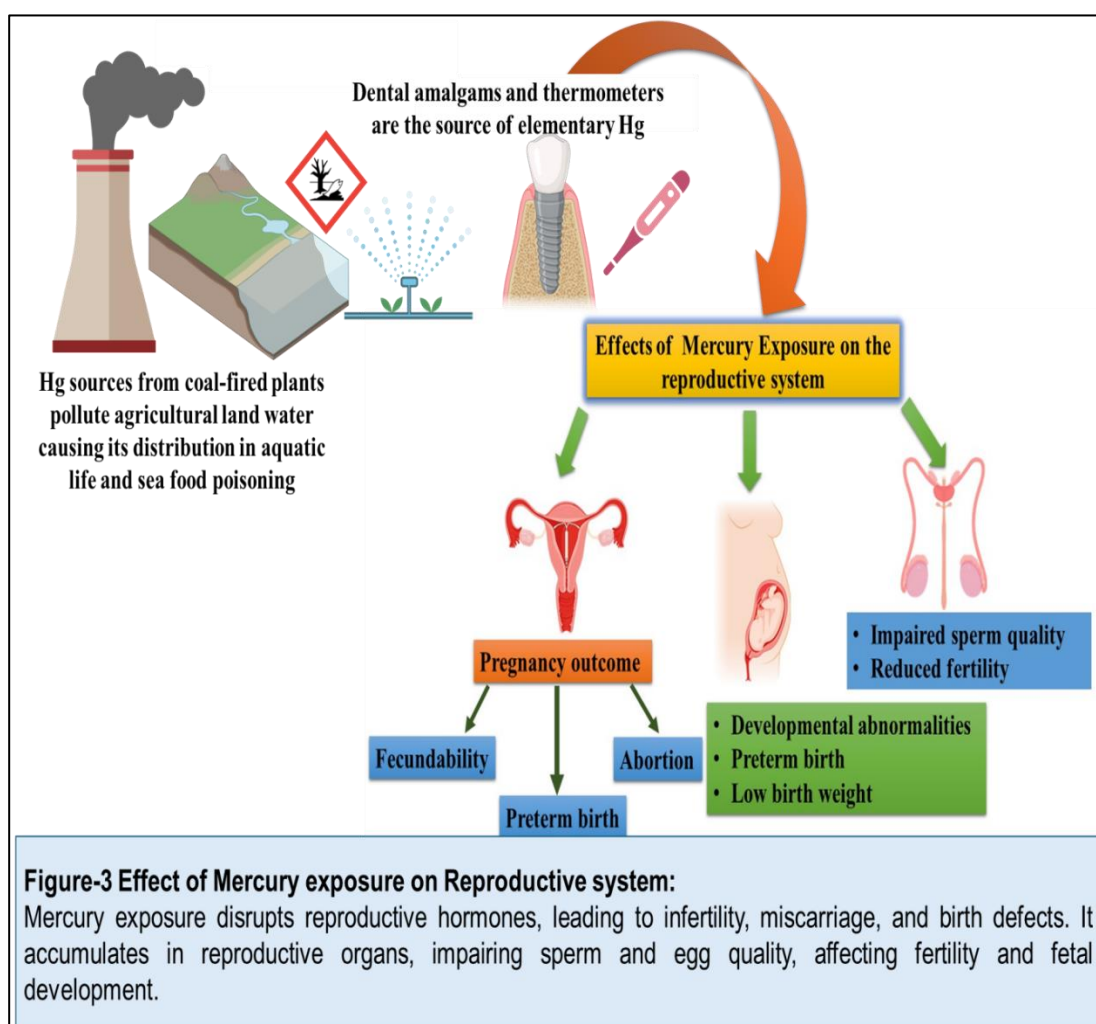 Dental amalgams and thermometers
are the source of elementary Hg
Hg sources from coal-fired plants
pollute agricultural land water
causing its distribution in aquatic
life and sea food poisoning
Effects of Mercury Exposure on the
reproductive system
Pregnancy outcome
Fecundability
Abortion
Preterm birth
• Developmental abnormalities
• Preterm birth
• Low birth weight
• Impaired sperm quality
• Reduced fertility
Figure-3 Effect of Mercury exposure on Reproductive system:
Mercury exposure disrupts reproductive hormones, leading to infertility, miscarriage, and birth defects. It
accumulates in reproductive organs, impairing sperm and egg quality, affecting fertility and fetal
development.